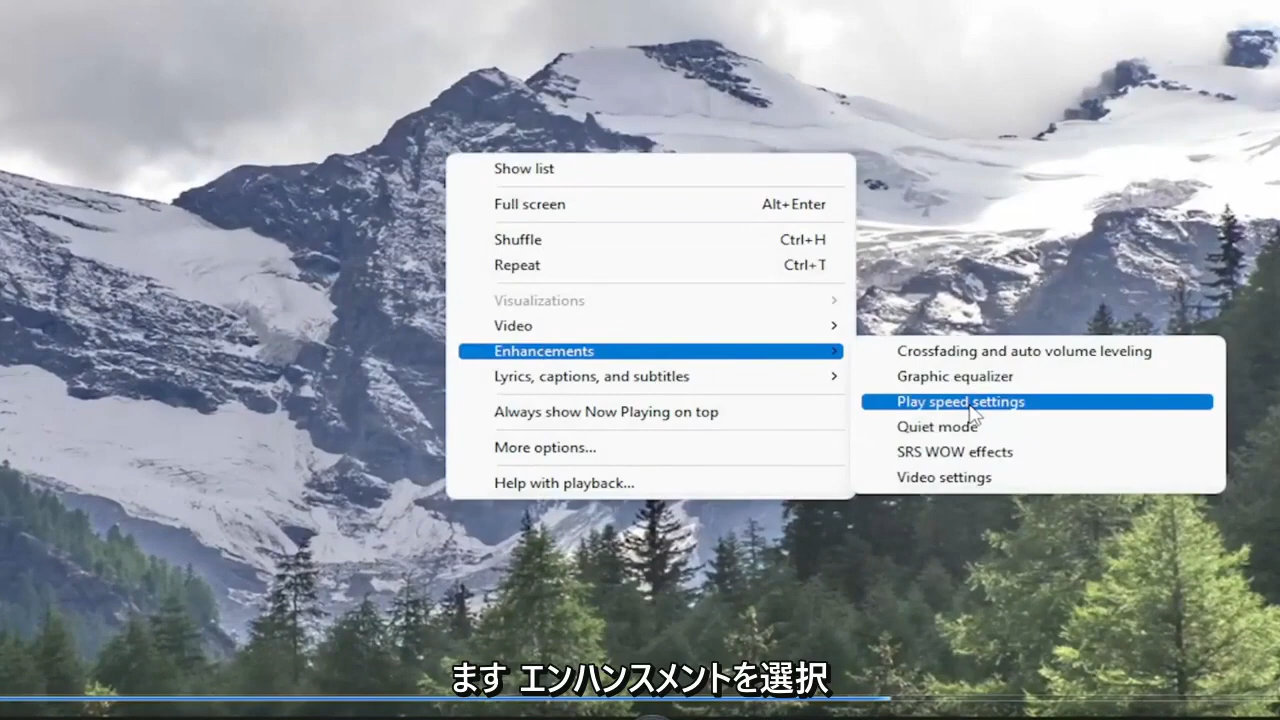 Show list
Full screen Alt+Enter
Shuffle Ctrl+H
Repeat Ctrl+T
Visualizations
Video
Enhancements
Lyrics, captions, and subtitles
Always show Now Playing on top
More options...
Help with playback...
Crossfading and auto volume leveling
Graphic equalizer
Play speed settings
Quiet mode
SRS WOW effects
Video settings
ます エンハンスメントを選択